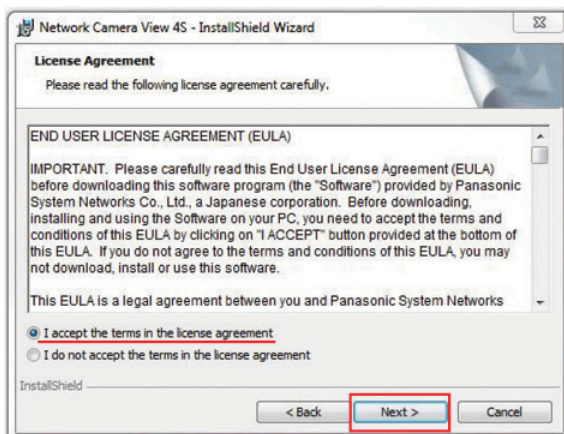 Network Camera View 4S - InstallShield Wizard
License Agreement
Please read the following license agreement carefully.
END USER LICENSE AGREEMENT (EULA)
IMPORTANT. Please carefully read this End User License Agreement (EULA)
before downloading this software program (the "Software") provided by Panasonic
System Networks Co., Ltd., a Japanese corporation. Before downloading,
installing and using the Software on your PC, you need to accept the terms and
conditions of this EULA by clicking on "I ACCEPT" button provided at the bottom of
this EULA. If you do not agree to the terms and conditions of this EULA, you may
not download, install or use this software.
This EULA is a legal agreement between you and Panasonic System Networks
I accept the terms in the license agreement
I do not accept the terms in the license agreement
InstallShield
< Back Next > Cancel